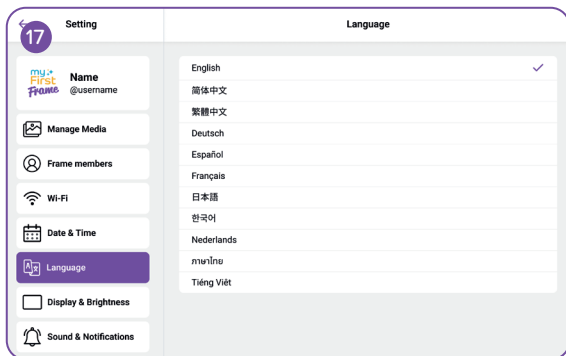 17
Setting
Language
my
First
Frame
Name
@username
Manage Media
Frame members
Wi-Fi
Date & Time
Language
Display & Brightness
Sound & Notifications
English
简体中文
繁體中文
Deutsch
Español
Français
日本語
한국어
Nederlands
ภาษาไทย
Tiéng Viêt